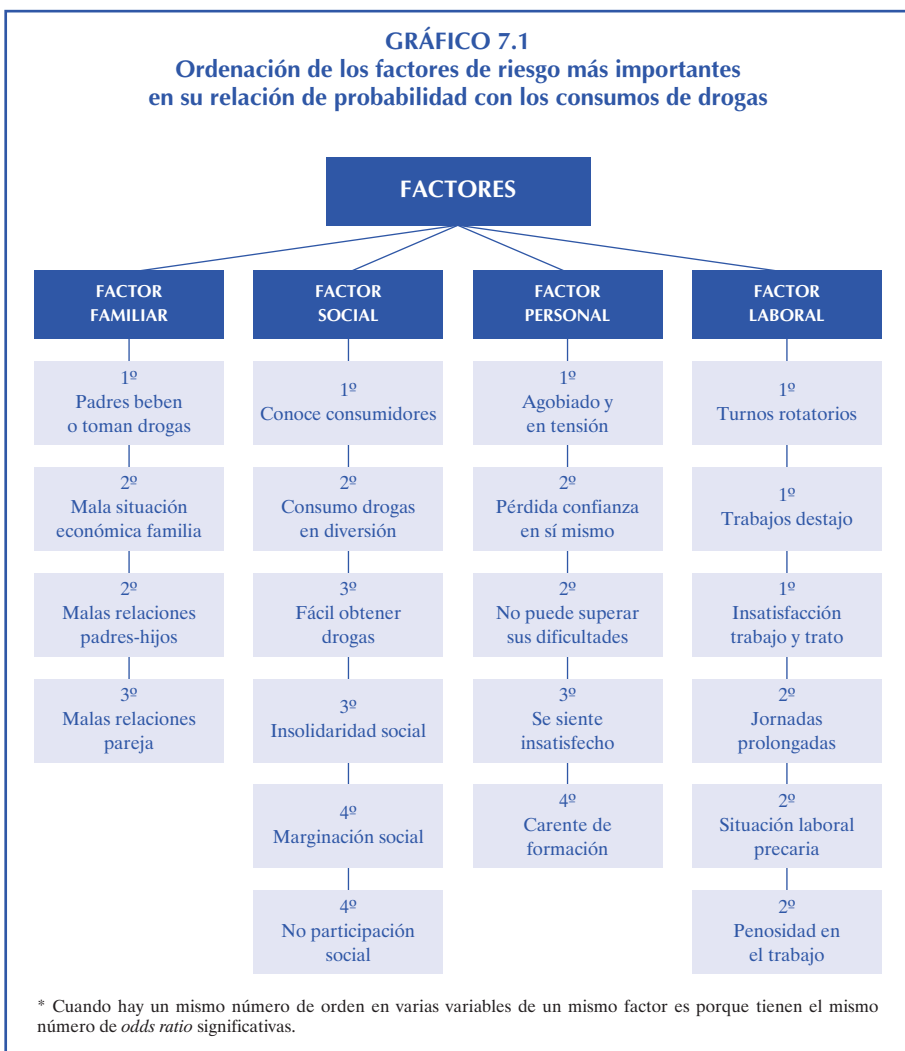 GRÁFICO 7.1
Ordenación de los factores de riesgo más importantes
en su relación de probabilidad con los consumos de drogas
FACTORES
FACTOR
FAMILIAR
1º
Padres beben
o toman drogas
2º
Mala situación
económica familia
2º
Malas relaciones
padres-hijos
3º
Malas relaciones
pareja
FACTOR
SOCIAL
1º
Conoce consumidores
2º
Consumo drogas
en diversión
3º
Fácil obtener
drogas
3º
Insolidaridad social
4º
Marginación social
4º
No participación
social
FACTOR
PERSONAL
1º
Agobiado y
en tensión
2º
Pérdida confianza
en sí mismo
2º
No puede superar
sus dificultades
3º
Se siente
insatisfecho
4º
Carente de
formación
FACTOR
LABORAL
1º
Turnos rotatorios
1º
Trabajos destajo
1º
Insatisfacción
trabajo y trato
2º
Jornadas
prolongadas
2º
Situación laboral
precaria
2º
Penosidad en
el trabajo
* Cuando hay un mismo número de orden en varias variables de un mismo factor es porque tienen el mismo
número de odds ratio significativas.